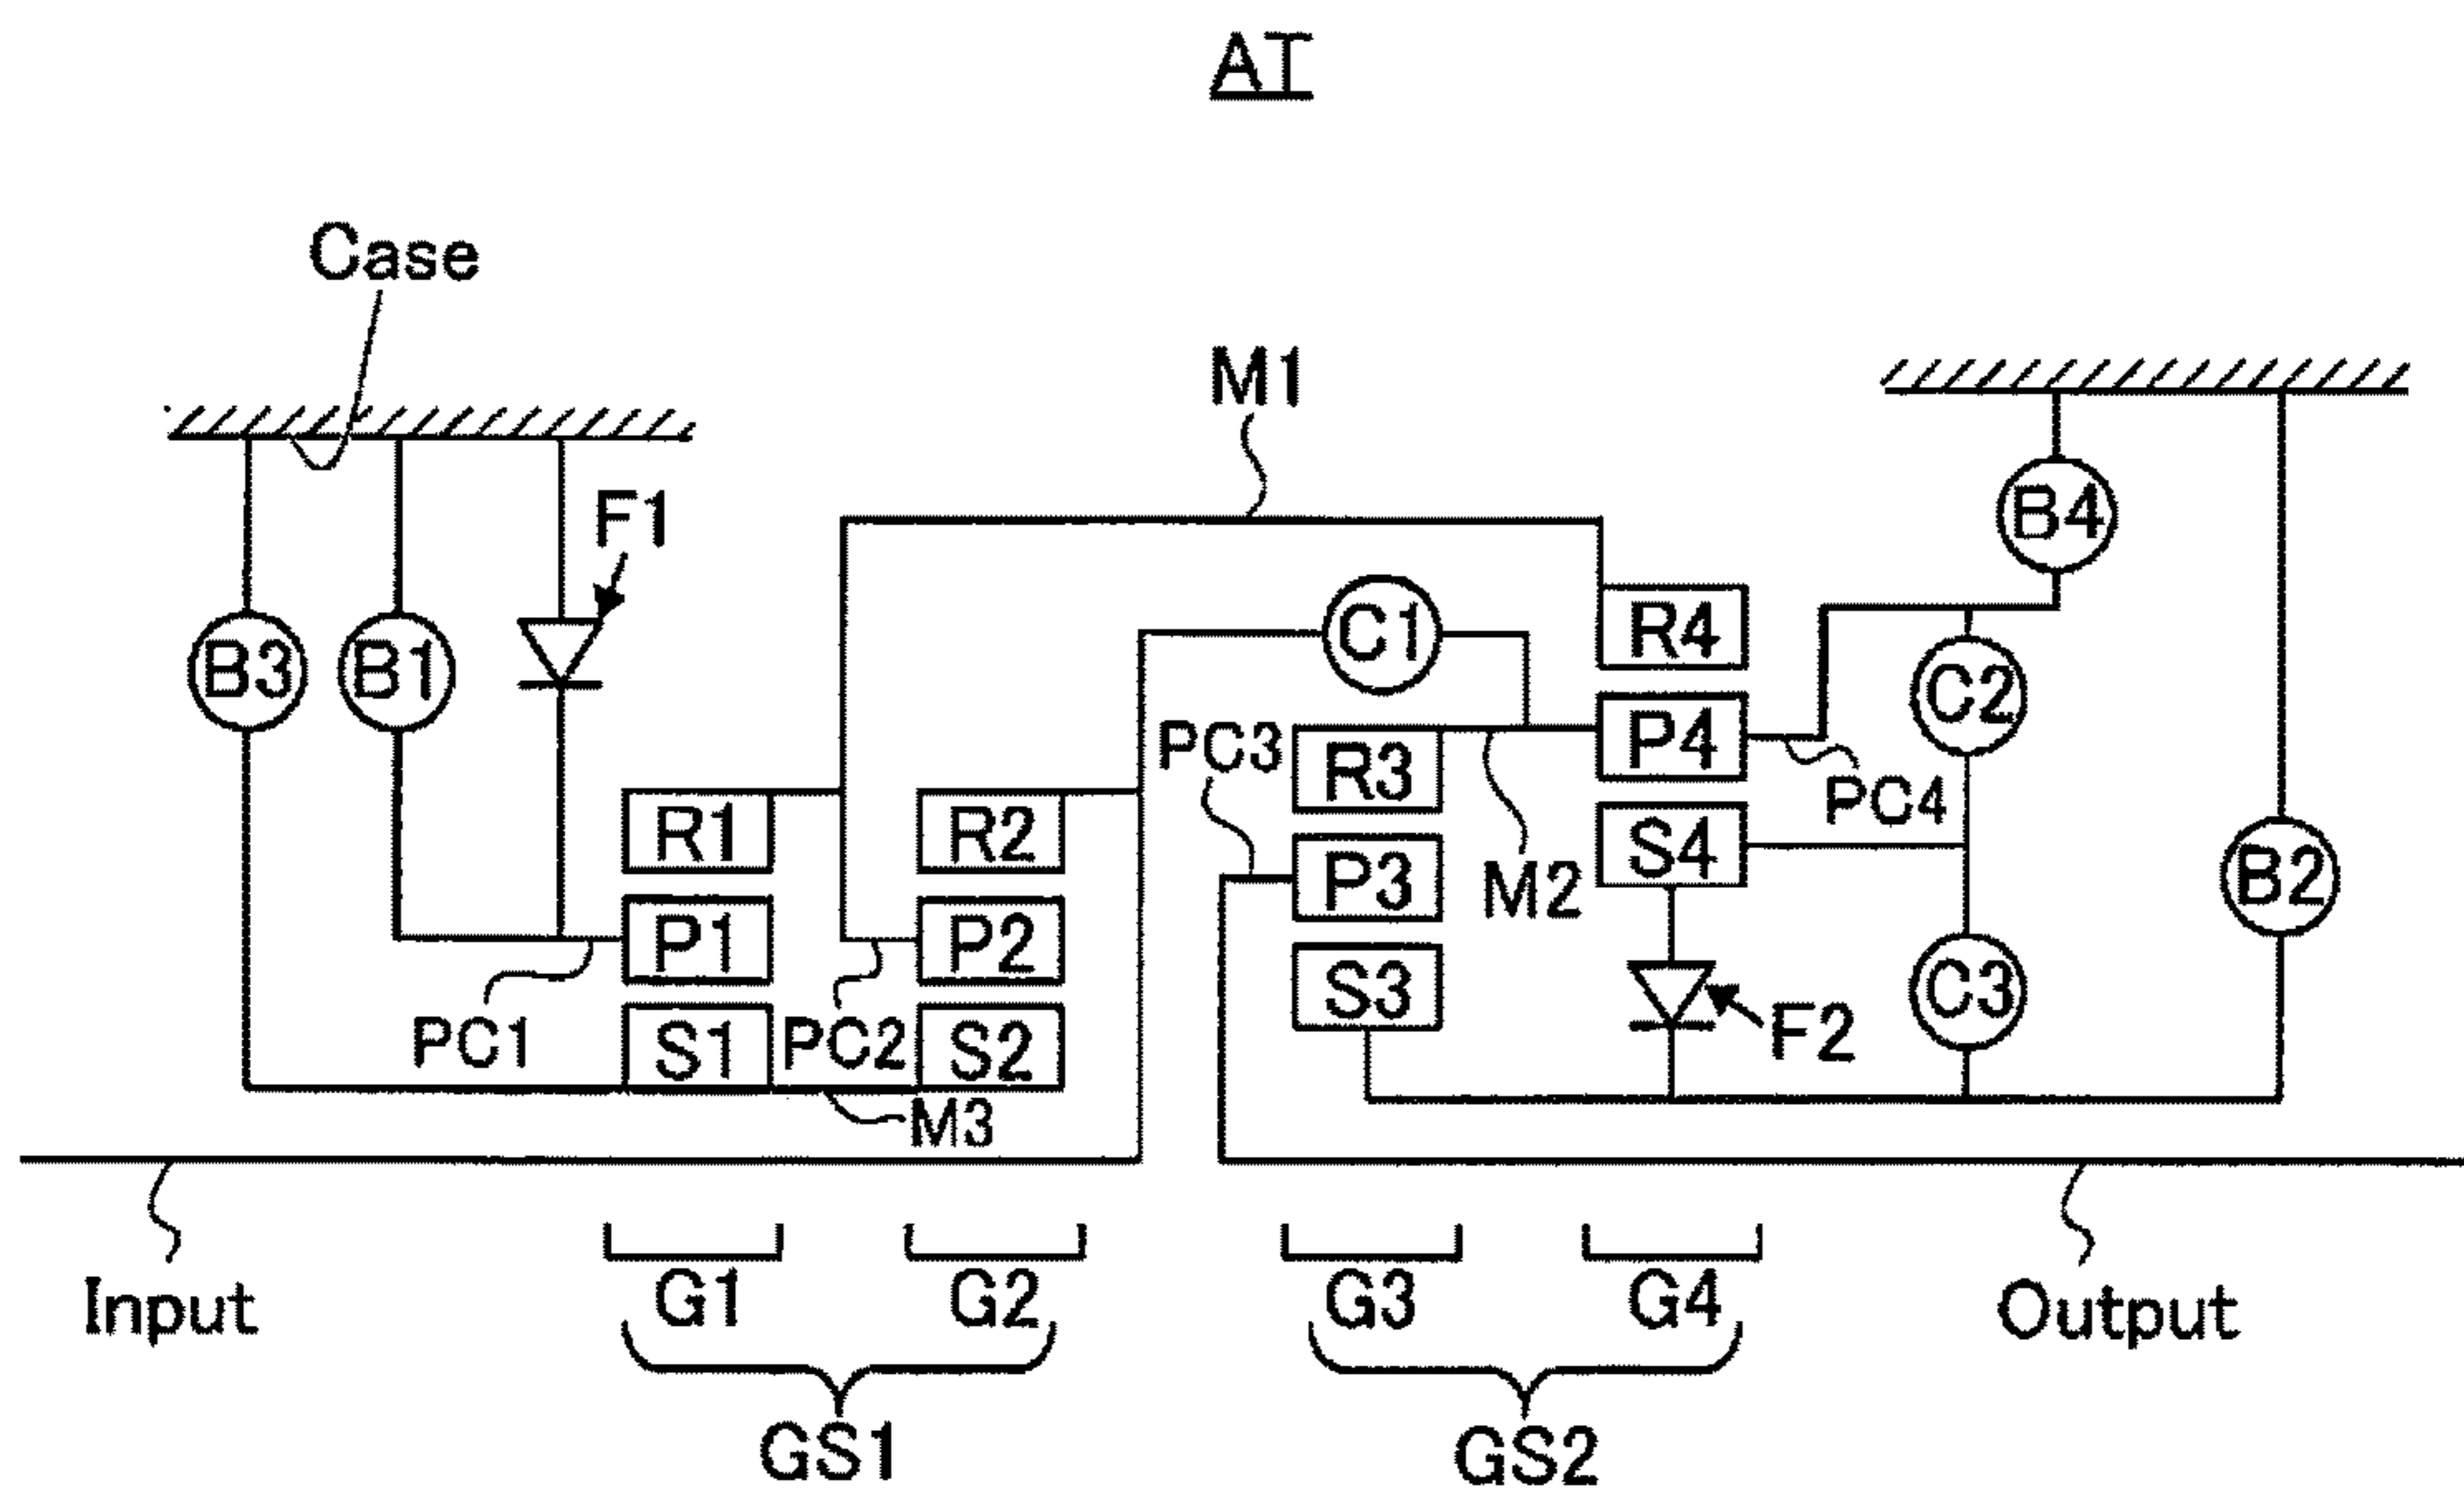 AT
Case
M1
F1
B4
C1
R4
B3
B1
C2
PC3
P4
R3
PC4
R1
R2
S4
P3
M2
B2
P1
P2
S3
C3
PC1
S1
PC2
S2
F2
M3
Input
G1
G2
G3
G4
Output
GS1
GS2